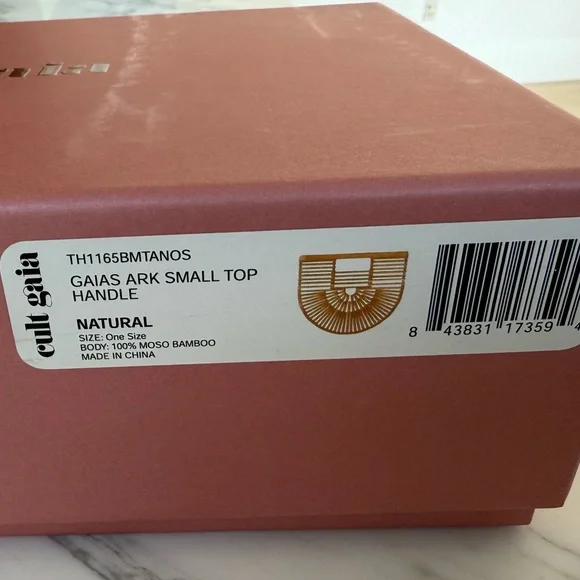 cult gaia
TH1165BMTANOS
GAIAS ARK SMALL TOP
HANDLE
NATURAL
SIZE: One Size
BODY: 100% MOSO BAMBOO
MADE IN CHINA
8 43831 17359 4